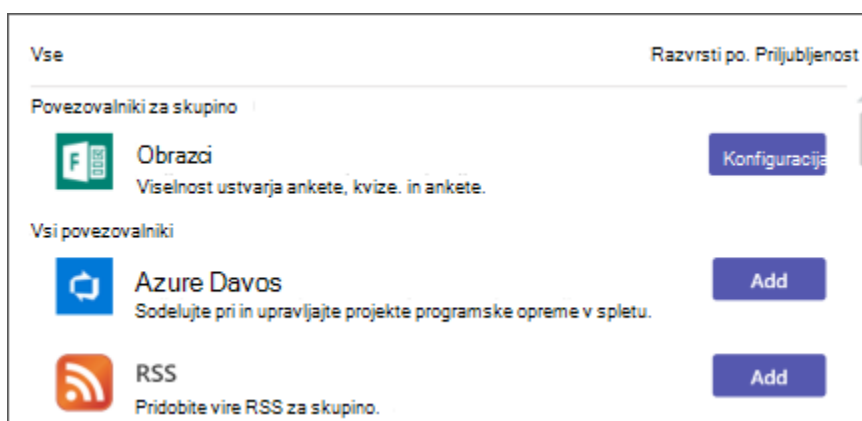 Vse
Razvrsti po. Priljubljenost
Povezovalniki za skupino
Obrazci
Konfiguracija
Viselnost ustvarja ankete, kvize. in ankete.
Vsi povezovalniki
Azure Davos
Add
Sodelujte pri in upravljajte projekte programske opreme v spletu.
RSS
Add
Pridobite vire RSS za skupino.